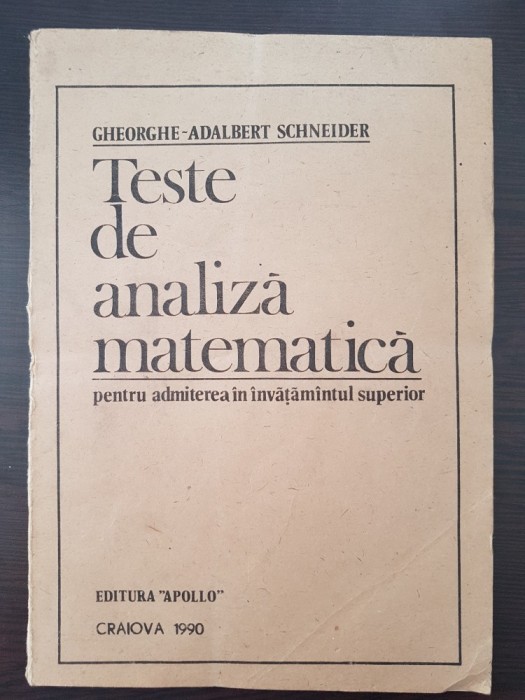 GHEORGHE-ADALBERT SCHNEIDER
Teste
de
analiză
matematică
pentru admiterea în învățămîntul superior
EDITURA "APOLLO"
CRAIOVA 1990